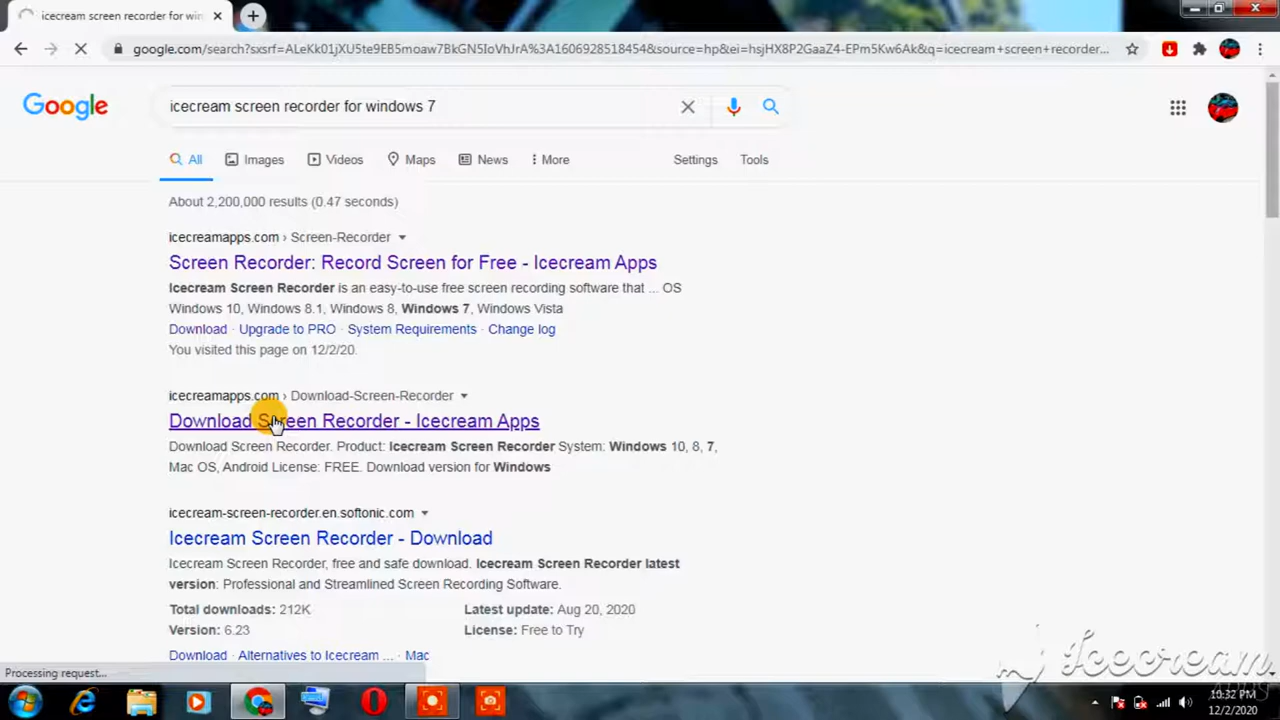 icecream screen recorder for win
google.com/search?sxsrf=ALeKk01jXU5te9EB5moaw7BkGN5IoVhJrA%3A1606928518454&source=hp&ei=hsjHX8P2GaaZ4-EPm5Kw6Ak&q=icecream+screen+recorder...
Google
icecream screen recorder for windows 7
All Images Videos Maps News More Settings Tools
About 2,200,000 results (0.47 seconds)
icecreamapps.com › Screen-Recorder
Screen Recorder: Record Screen for Free - Icecream Apps
Icecream Screen Recorder is an easy-to-use free screen recording software that ... OS
Windows 10, Windows 8.1, Windows 8, Windows 7, Windows Vista
Download · Upgrade to PRO · System Requirements · Change log
You visited this page on 12/2/20.
icecreamapps.com › Download-Screen-Recorder
Download Screen Recorder - Icecream Apps
Download Screen Recorder. Product: Icecream Screen Recorder System: Windows 10, 8, 7,
Mac OS, Android License: FREE. Download version for Windows
icecream-screen-recorder.en.softonic.com
Icecream Screen Recorder - Download
Icecream Screen Recorder, free and safe download. Icecream Screen Recorder latest
version: Professional and Streamlined Screen Recording Software.
Total downloads: 212K Latest update: Aug 20, 2020
Version: 6.23 License: Free to Try
Download · Alternatives to Icecream ... · Mac
Processing request...
Icecream
10:32 PM
12/2/2020